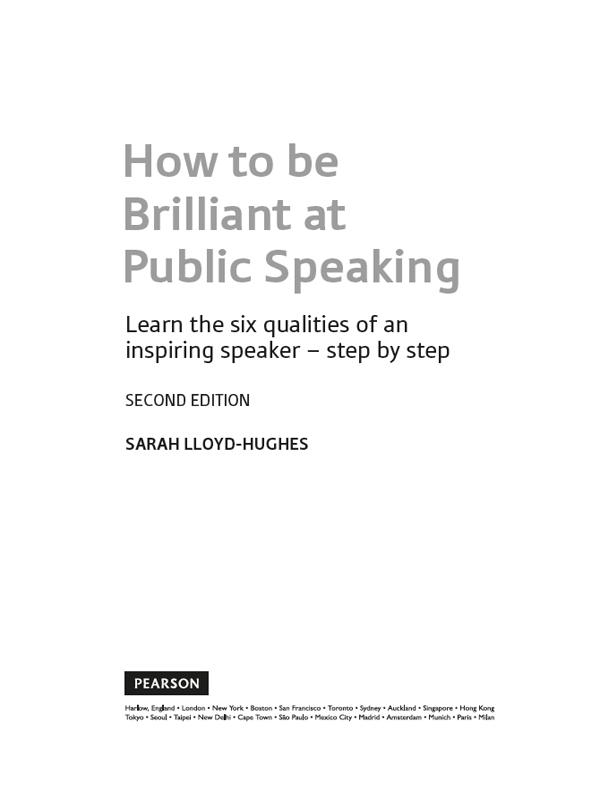 How to be
Brilliant at
Public Speaking
Learn the six qualities of an
inspiring speaker – step by step
SECOND EDITION
SARAH LLOYD-HUGHES
PEARSON
Harlow, England • London • New York • Boston • San Francisco • Toronto • Sydney • Auckland • Singapore • Hong Kong
Tokyo • Seoul • Taipei • New Delhi • Cape Town • São Paulo • Mexico City • Madrid • Amsterdam • Munich • Paris • Milan